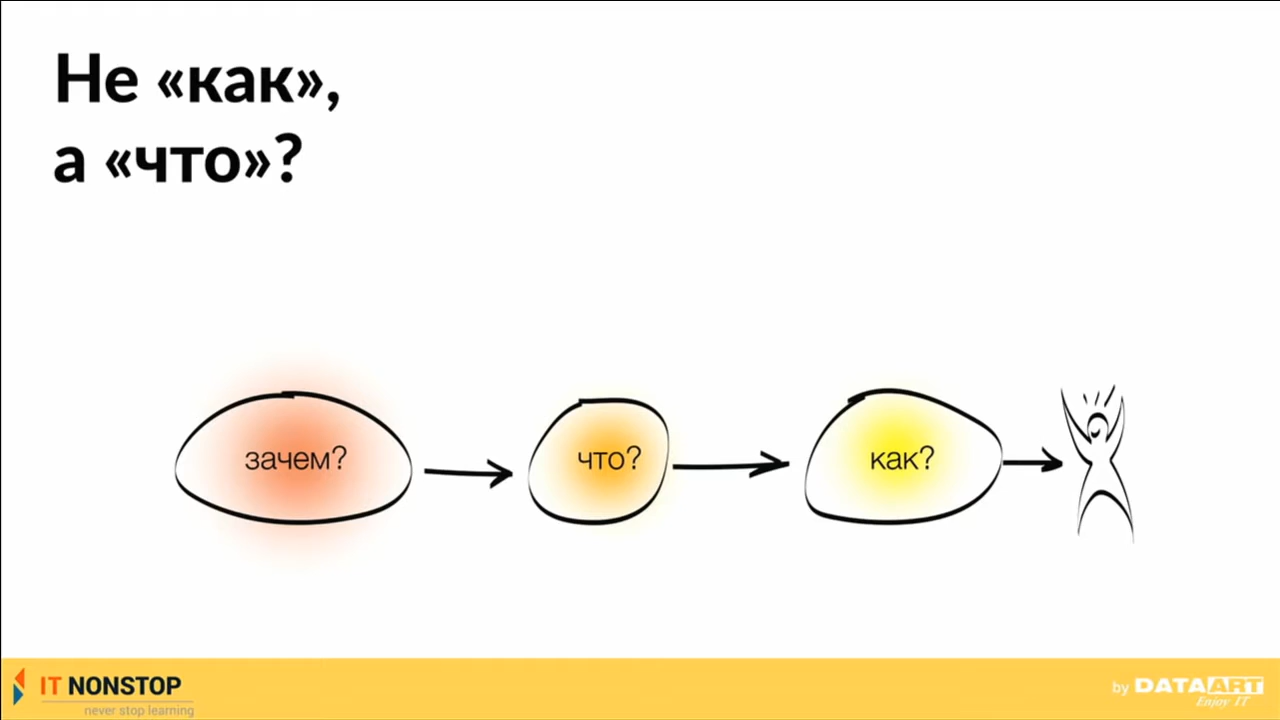 Не «как»,
а «что»?
зачем?
что?
как?
IT NONSTOP
never stop learning
by DATAART
Enjoy IT